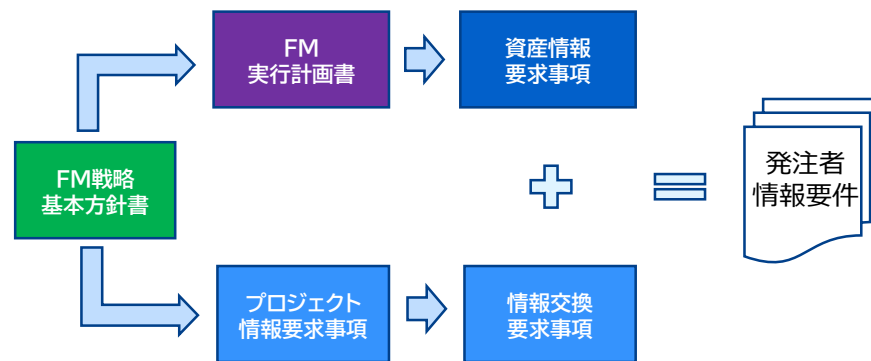 FM
実行計画書
資産情報
要求事項
FM戦略
基本方針書
発注者
情報要件
プロジェクト
情報要求事項
情報交換
要求事項